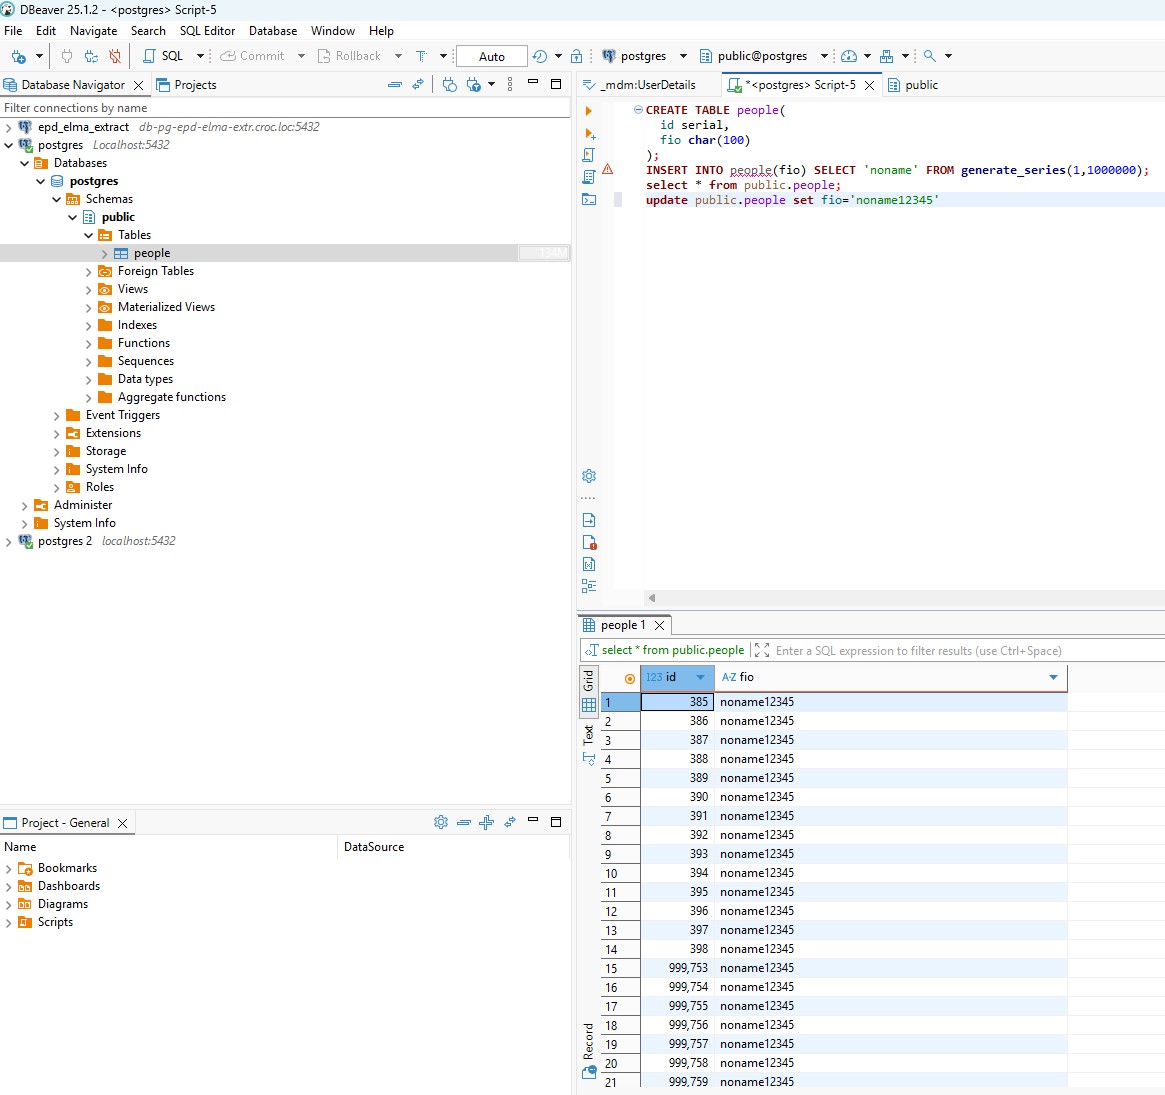 DBeaver 25.1.2 - <postgres> Script-5
File Edit Navigate Search SQL Editor Database Window Help
SQL Commit Rollback T Auto postgres public@postgres
Database Navigator Projects
Filter connections by name
epd_elma_extract db-pg-epd-elma-extr.croc.loc:5432
postgres Localhost:5432
Databases
postgres
Schemas
public
Tables
people
Foreign Tables
Views
Materialized Views
Indexes
Functions
Sequences
Data types
Aggregate functions
Event Triggers
Extensions
Storage
System Info
Roles
Administer
System Info
postgres 2 localhost:5432
Project - General
Name DataSource
Bookmarks
Dashboards
Diagrams
Scripts
_mdm:UserDetails *<postgres> Script-5 public
CREATE TABLE people(
id serial,
fio char(100)
);
INSERT INTO people(fio) SELECT 'noname' FROM generate_series(1,1000000);
select * from public.people;
update public.people set fio='noname12345'
people 1
select * from public.people Enter a SQL expression to filter results (use Ctrl+Space)
Grid
Text
Record
123 id A-Z fio
1 385 noname12345
2 386 noname12345
3 387 noname12345
4 388 noname12345
5 389 noname12345
6 390 noname12345
7 391 noname12345
8 392 noname12345
9 393 noname12345
10 394 noname12345
11 395 noname12345
12 396 noname12345
13 397 noname12345
14 398 noname12345
15 999,753 noname12345
16 999,754 noname12345
17 999,755 noname12345
18 999,756 noname12345
19 999,757 noname12345
20 999,758 noname12345
21 999,759 noname12345